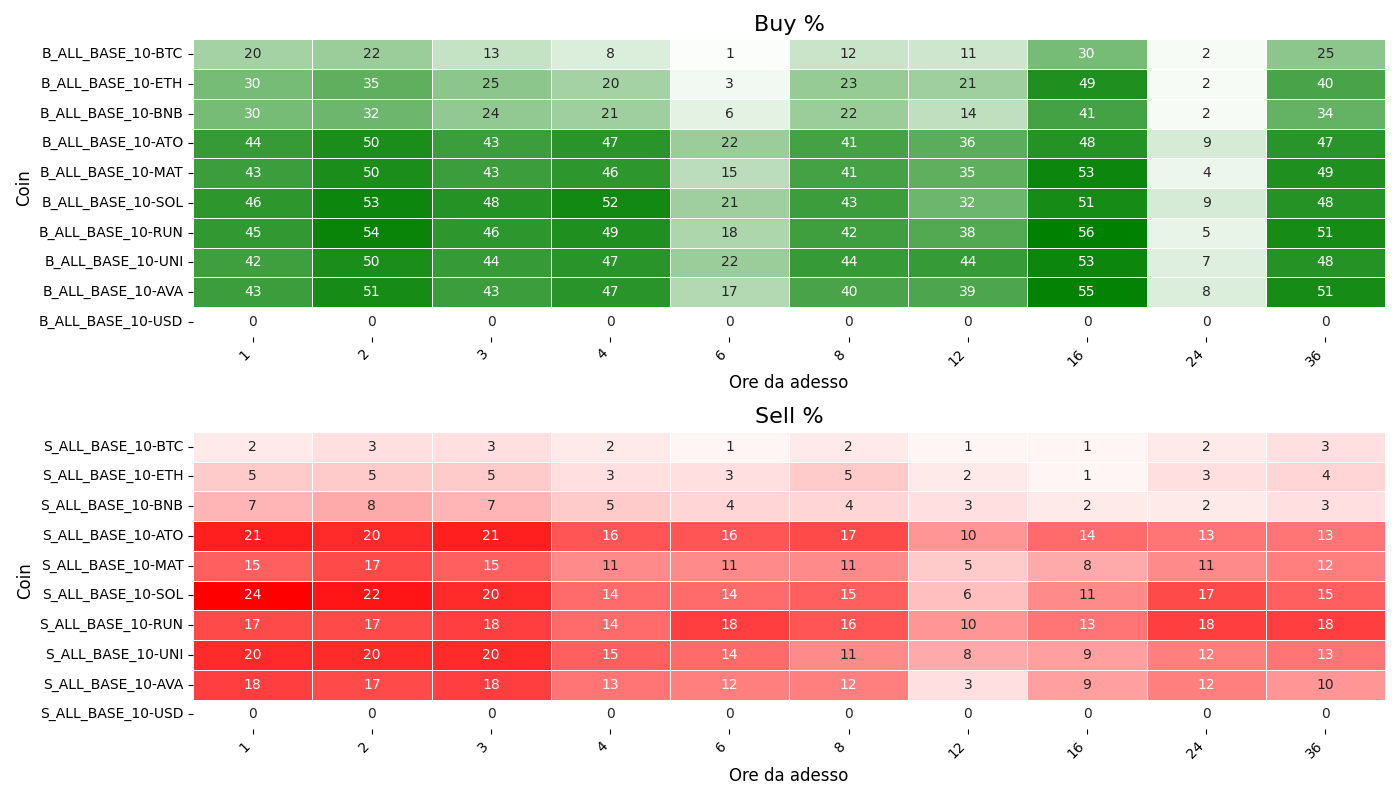 Buy %
Coin
B_ALL_BASE_10-BTC 20 22 13 8 1 12 11 30 2 25
B_ALL_BASE_10-ETH 30 35 25 20 3 23 21 49 2 40
B_ALL_BASE_10-BNB 30 32 24 21 6 22 14 41 2 34
B_ALL_BASE_10-ATO 44 50 43 47 22 41 36 48 9 47
B_ALL_BASE_10-MAT 43 50 43 46 15 41 35 53 4 49
B_ALL_BASE_10-SOL 46 53 48 52 21 43 32 51 9 48
B_ALL_BASE_10-RUN 45 54 46 49 18 42 38 56 5 51
B_ALL_BASE_10-UNI 42 50 44 47 22 44 44 53 7 48
B_ALL_BASE_10-AVA 43 51 43 47 17 40 39 55 8 51
B_ALL_BASE_10-USD 0 0 0 0 0 0 0 0 0 0
1 2 3 4 6 8 12 16 24 36
Ore da adesso
Sell %
Coin
S_ALL_BASE_10-BTC 2 3 3 2 1 2 1 1 2 3
S_ALL_BASE_10-ETH 5 5 5 3 3 5 2 1 3 4
S_ALL_BASE_10-BNB 7 8 7 5 4 4 3 2 2 3
S_ALL_BASE_10-ATO 21 20 21 16 16 17 10 14 13 13
S_ALL_BASE_10-MAT 15 17 15 11 11 11 5 8 11 12
S_ALL_BASE_10-SOL 24 22 20 14 14 15 6 11 17 15
S_ALL_BASE_10-RUN 17 17 18 14 18 16 10 13 18 18
S_ALL_BASE_10-UNI 20 20 20 15 14 11 8 9 12 13
S_ALL_BASE_10-AVA 18 17 18 13 12 12 3 9 12 10
S_ALL_BASE_10-USD 0 0 0 0 0 0 0 0 0 0
1 2 3 4 6 8 12 16 24 36
Ore da adesso